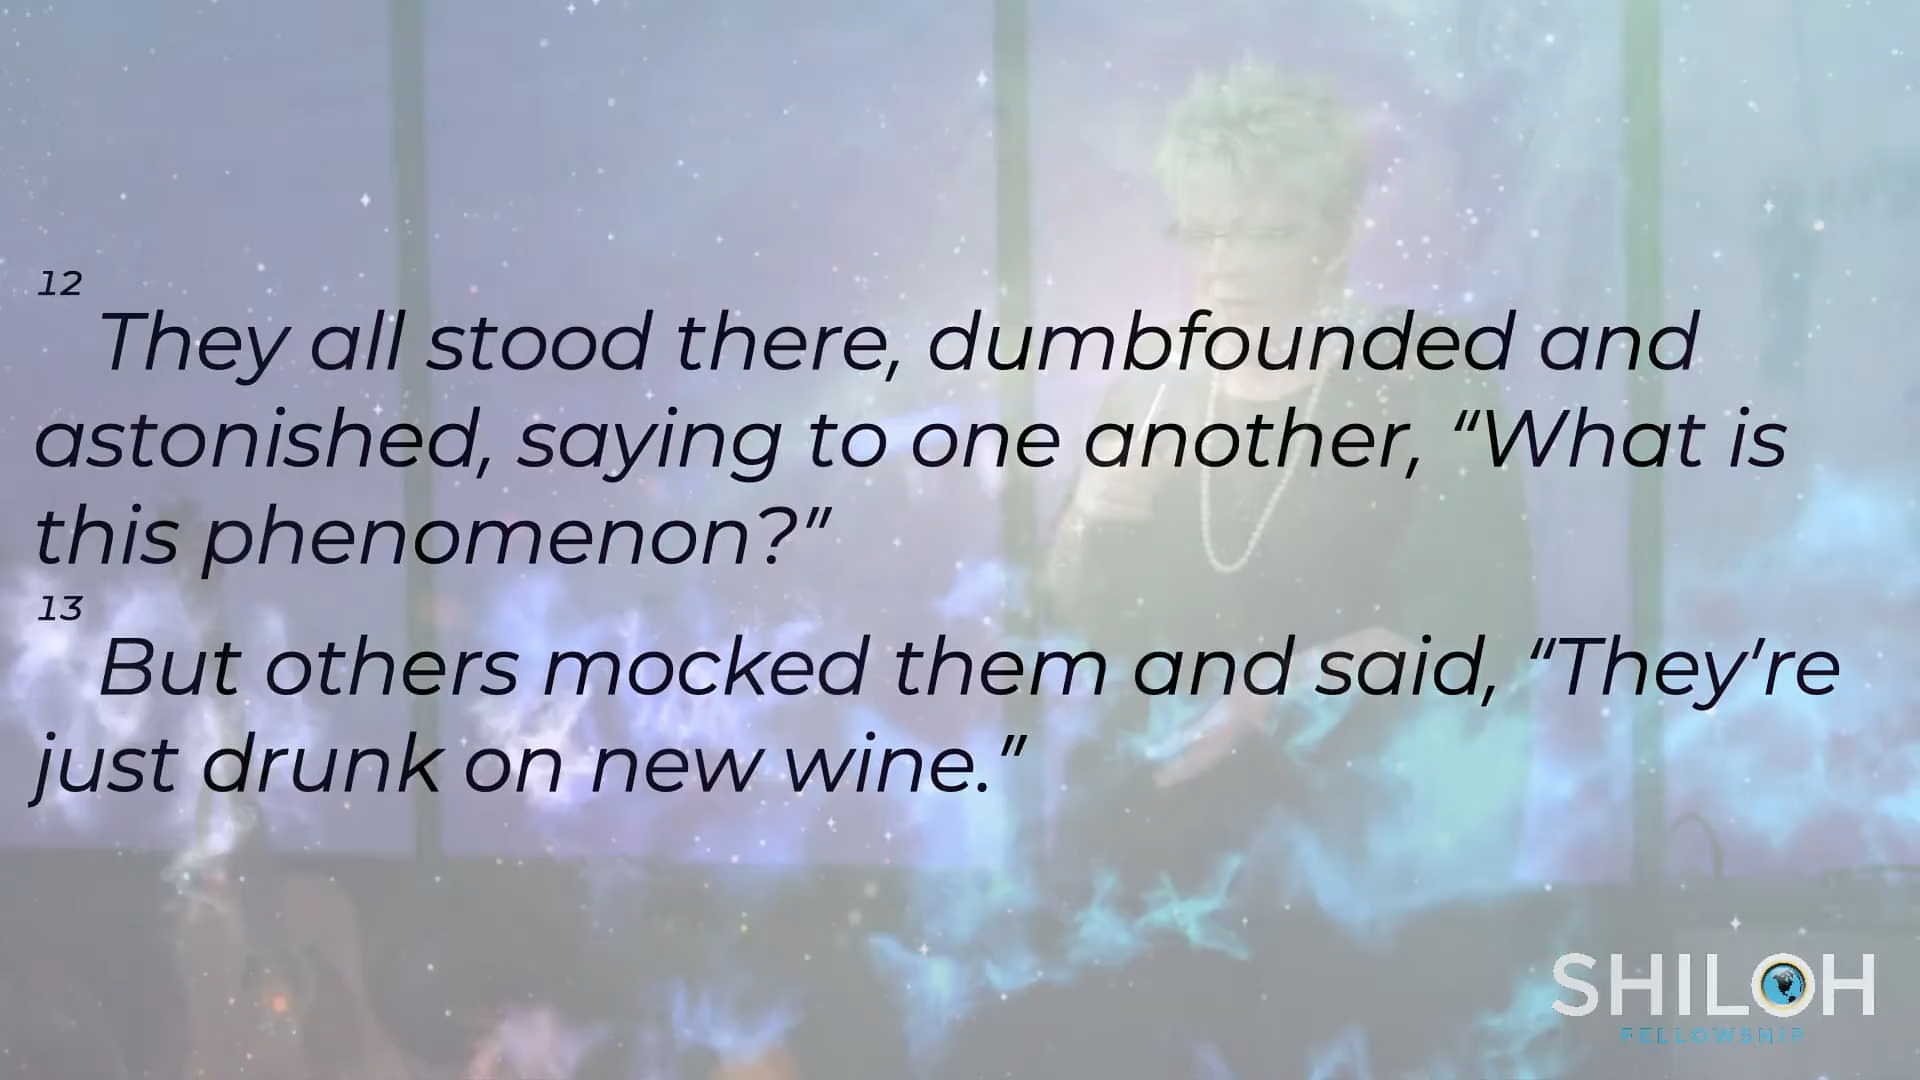 12
They all stood there, dumbfounded and
astonished, saying to one another, “What is
this phenomenon?”
13
But others mocked them and said, “They’re
just drunk on new wine.”
SHILOH
FELLOWSHIP